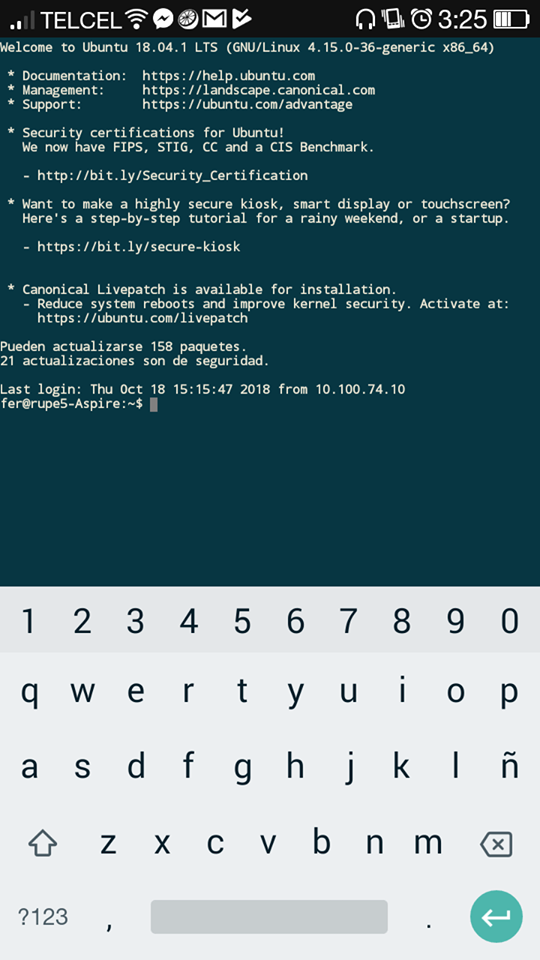 TELCEL 3:25
Welcome to Ubuntu 18.04.1 LTS (GNU/Linux 4.15.0-36-generic x86_64)
* Documentation: https://help.ubuntu.com
* Management: https://landscape.canonical.com
* Support: https://ubuntu.com/advantage
* Security certifications for Ubuntu!
We now have FIPS, STIG, CC and a CIS Benchmark.
- http://bit.ly/Security_Certification
* Want to make a highly secure kiosk, smart display or touchscreen?
Here's a step-by-step tutorial for a rainy weekend, or a startup.
- https://bit.ly/secure-kiosk
* Canonical Livepatch is available for installation.
- Reduce system reboots and improve kernel security. Activate at:
https://ubuntu.com/livepatch
Pueden actualizarse 158 paquetes.
21 actualizaciones son de seguridad.
Last login: Thu Oct 18 15:15:47 2018 from 10.100.74.10
fer@rupe5-Aspire:~$
1 2 3 4 5 6 7 8 9 0
q w e r t y u i o p
a s d f g h j k l ñ
z x c v b n m
?123 , .